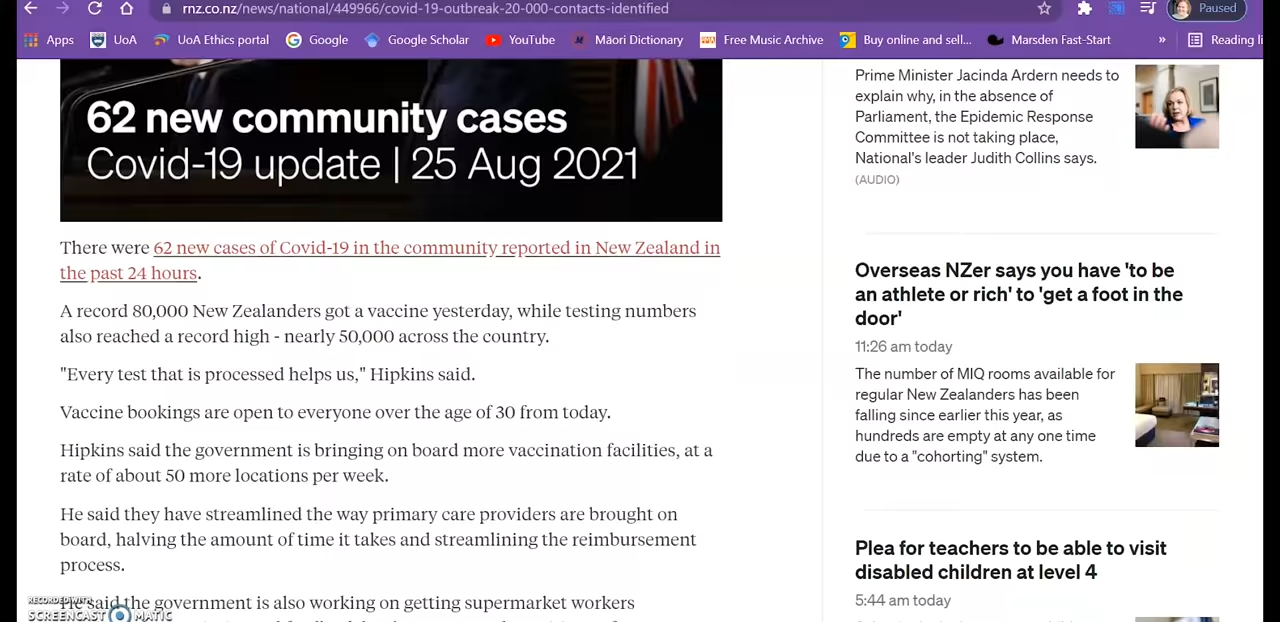 rnz.co.nz/news/national/449966/covid-19-outbreak-20-000-contacts-identified
Paused
Apps
UoA
UoA Ethics portal
Google
Google Scholar
YouTube
Māori Dictionary
Free Music Archive
Buy online and sell...
Marsden Fast-Start
»
Reading li
62 new community cases
Covid-19 update | 25 Aug 2021
There were 62 new cases of Covid-19 in the community reported in New Zealand in
the past 24 hours.
A record 80,000 New Zealanders got a vaccine yesterday, while testing numbers
also reached a record high - nearly 50,000 across the country.
"Every test that is processed helps us," Hipkins said.
Vaccine bookings are open to everyone over the age of 30 from today.
Hipkins said the government is bringing on board more vaccination facilities, at a
rate of about 50 more locations per week.
He said they have streamlined the way primary care providers are brought on
board, halving the amount of time it takes and streamlining the reimbursement
process.
He said the government is also working on getting supermarket workers
Prime Minister Jacinda Ardern needs to
explain why, in the absence of
Parliament, the Epidemic Response
Committee is not taking place,
National's leader Judith Collins says.
(AUDIO)
Overseas NZer says you have 'to be
an athlete or rich' to 'get a foot in the
door'
11:26 am today
The number of MIQ rooms available for
regular New Zealanders has been
falling since earlier this year, as
hundreds are empty at any one time
due to a "cohorting" system.
Plea for teachers to be able to visit
disabled children at level 4
5:44 am today
RECORDED WITH
SCREENCAST MATIC